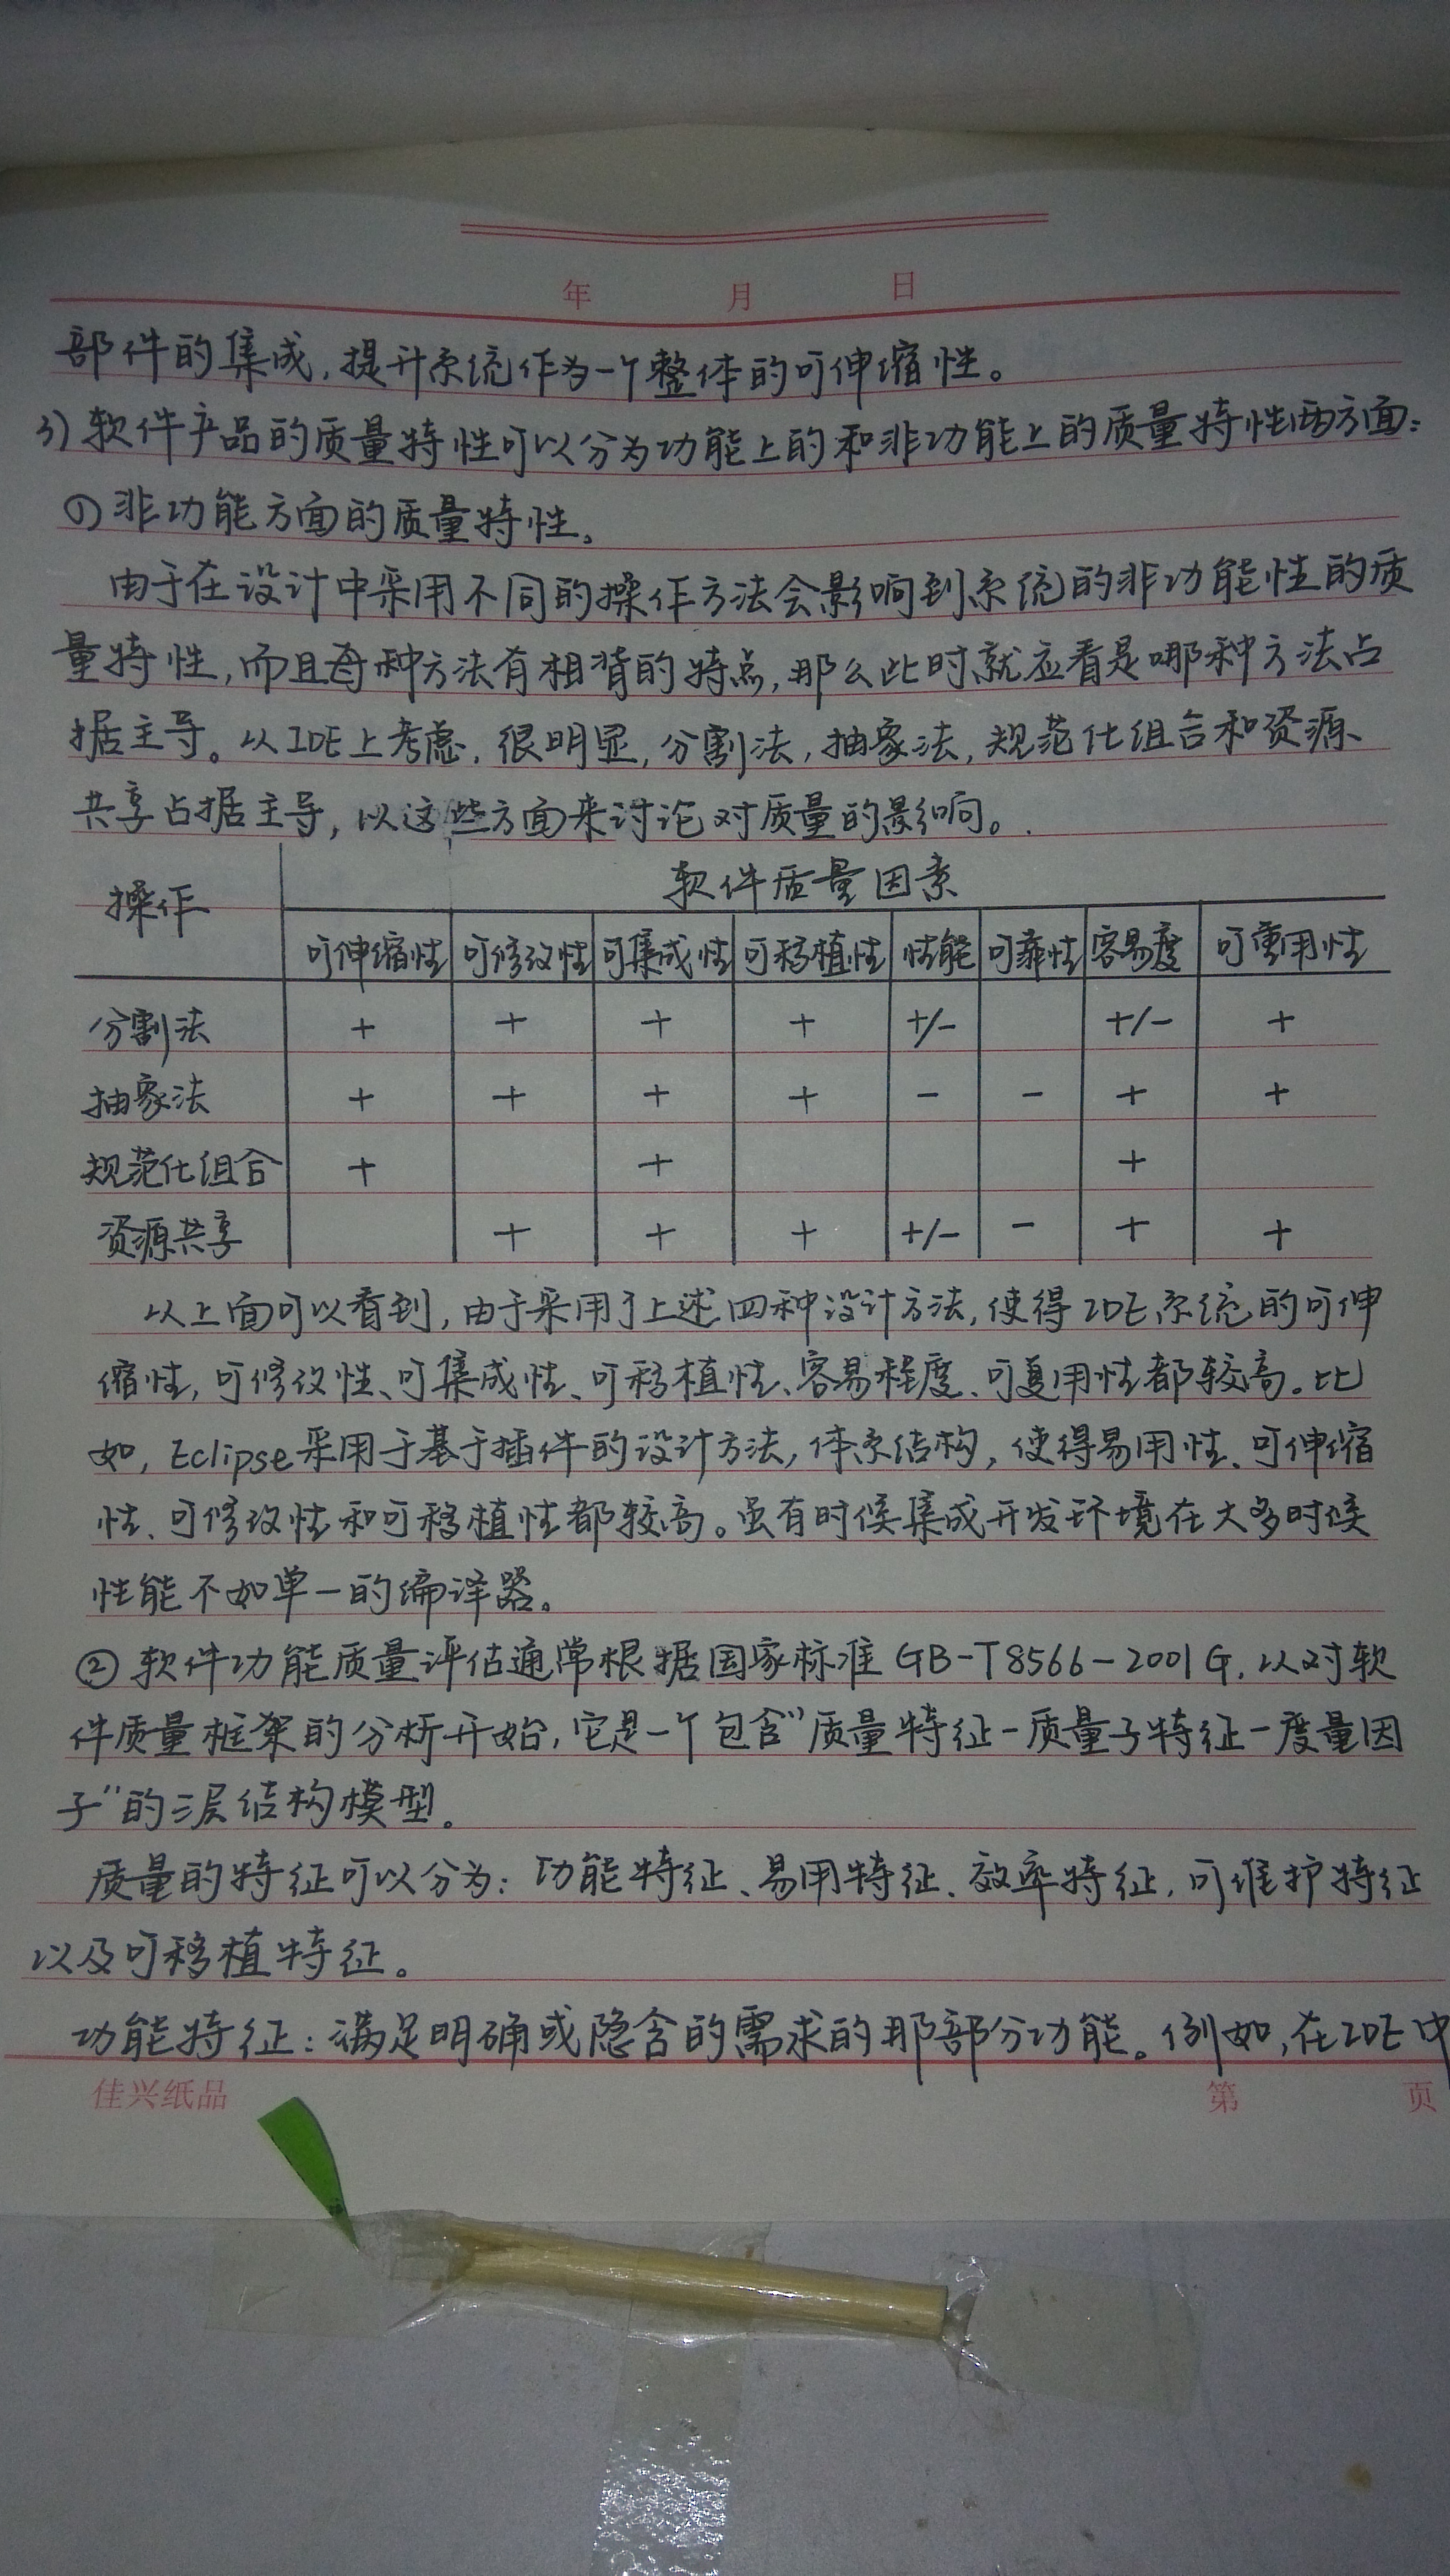 年 月 日
部件的集成,提升系统作为一个整体的可伸缩性。
3) 软件产品的质量特性可以分为功能上的和非功能上的质量特性两方面:
① 非功能方面的质量特性。
由于在设计中采用不同的操作方法会影响到系统的非功能性的质
量特性,而且每种方法有相背的特点,那么此时就应看是哪种方法占
据主导。以IDE上考虑,很明显,分割法,抽象法,规范化组合和资源
共享占据主导,以这些方面来讨论对质量的影响。
操作 软件质量因素
可伸缩性 可修改性 可集成性 可移植性 性能 可靠性 容易度 可重用性
分割法 + + + + +/- +/- +
抽象法 + + + + - - + +
规范化组合 + + +
资源共享 + + + +/- - + +
以上面可以看到,由于采用了上述四种设计方法,使得IDE系统的可伸
缩性,可修改性、可集成性、可移植性、容易程度、可复用性都较高。比
如,Eclipse采用于基于插件的设计方法,体系结构,使得易用性、可伸缩
性、可修改性和可移植性都较高。虽有时候集成开发环境在大多时候
性能不如单一的编译器。
② 软件功能质量评估通常根据国家标准GB-T8566-2001G,以对软
件质量框架的分析开始,它是一个包含"质量特征-质量子特征-度量因
子"的三层结构模型。
质量的特征可以分为:功能特征、易用特征、效率特征,可维护特征
以及可移植特征。
功能特征:满足明确或隐含的需求的那部分功能。例如,在IDE中
佳兴纸品 第 页